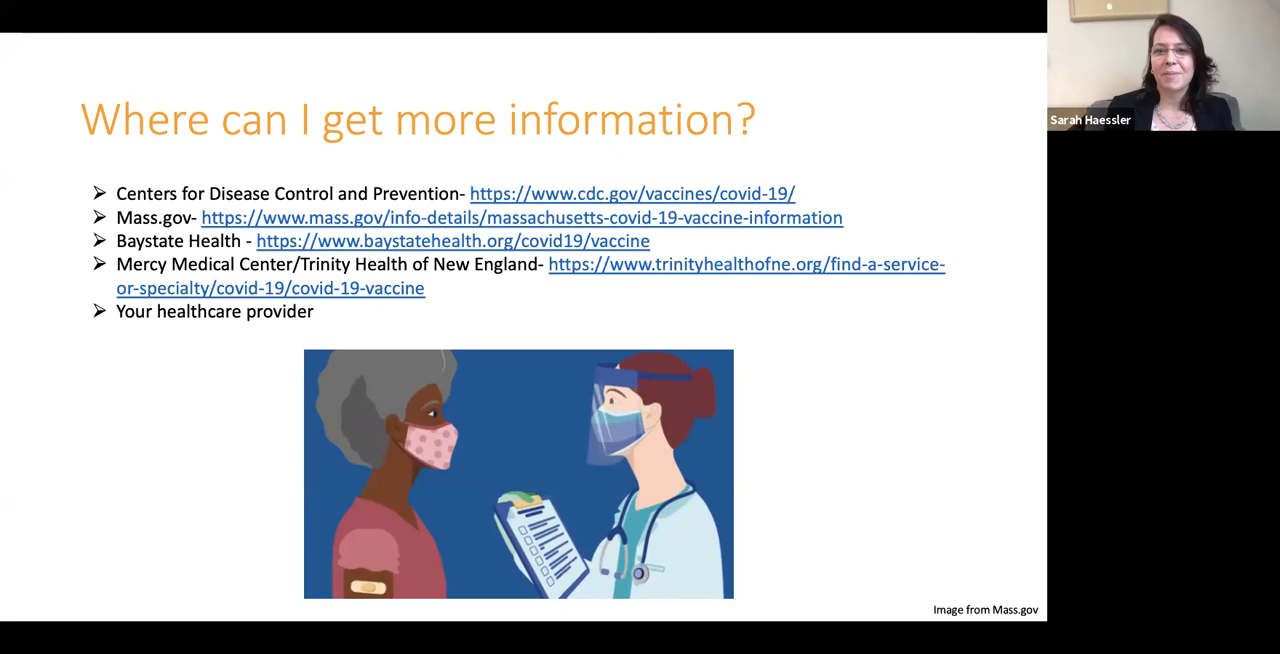 Where can I get more information?
Sarah Haessler
➢ Centers for Disease Control and Prevention- https://www.cdc.gov/vaccines/covid-19/
➢ Mass.gov- https://www.mass.gov/info-details/massachusetts-covid-19-vaccine-information
➢ Baystate Health - https://www.baystatehealth.org/covid19/vaccine
➢ Mercy Medical Center/Trinity Health of New England- https://www.trinityhealthofne.org/find-a-service-
or-specialty/covid-19/covid-19-vaccine
➢ Your healthcare provider
Image from Mass.gov